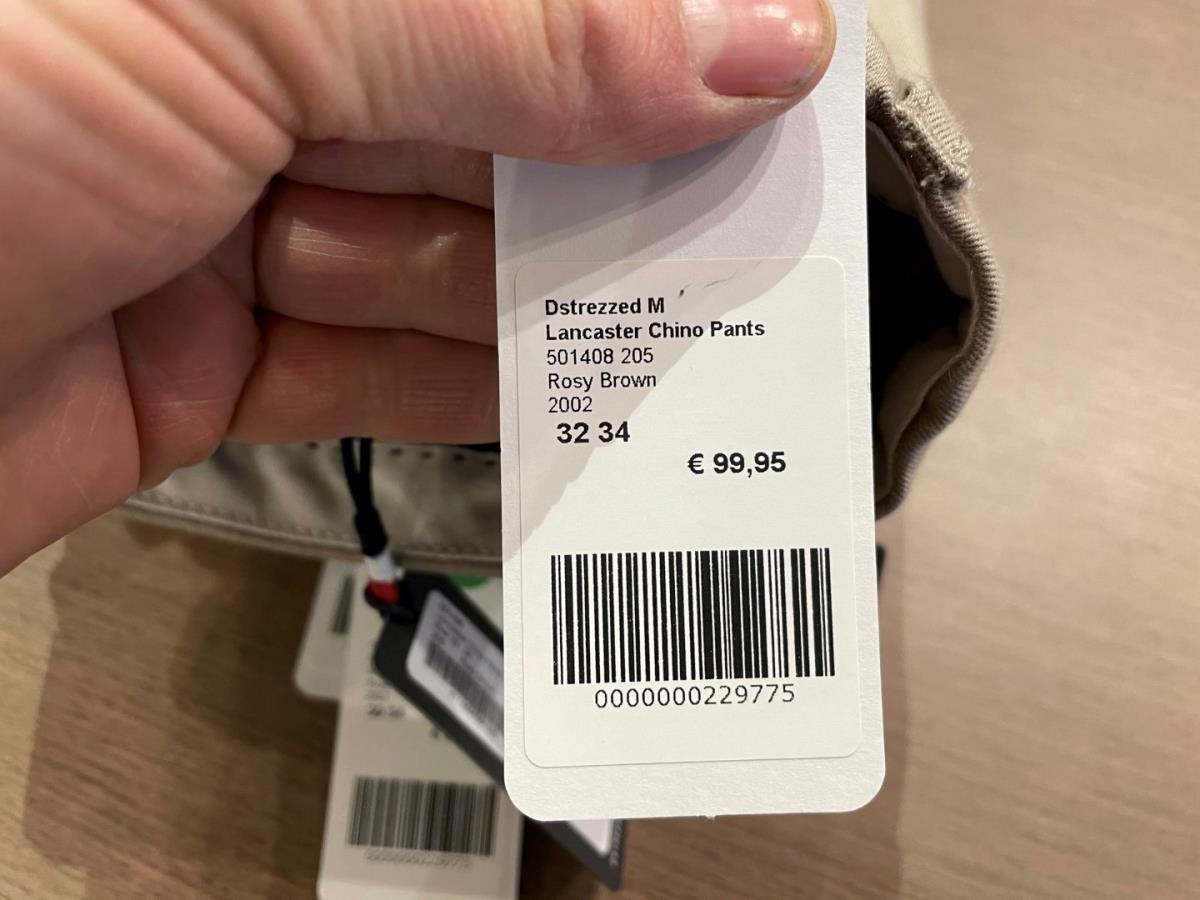 Dstrezzed M
Lancaster Chino Pants
501408 205
Rosy Brown
2002
32 34
€ 99,95
0000000229775